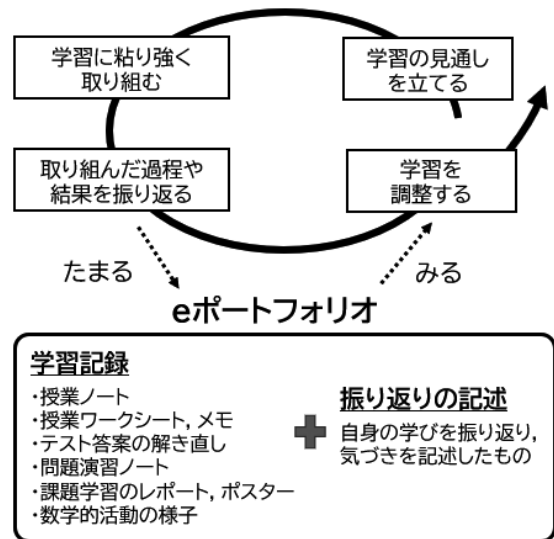 学習に粘り強く
取り組む
学習の見通し
を立てる
取り組んだ過程や
結果を振り返る
学習を
調整する
たまる
みる
eポートフォリオ
学習記録
・授業ノート
・授業ワークシート, メモ
・テスト答案の解き直し
・問題演習ノート
・課題学習のレポート, ポスター
・数学的活動の様子
振り返りの記述
自身の学びを振り返り,
気づきを記述したもの